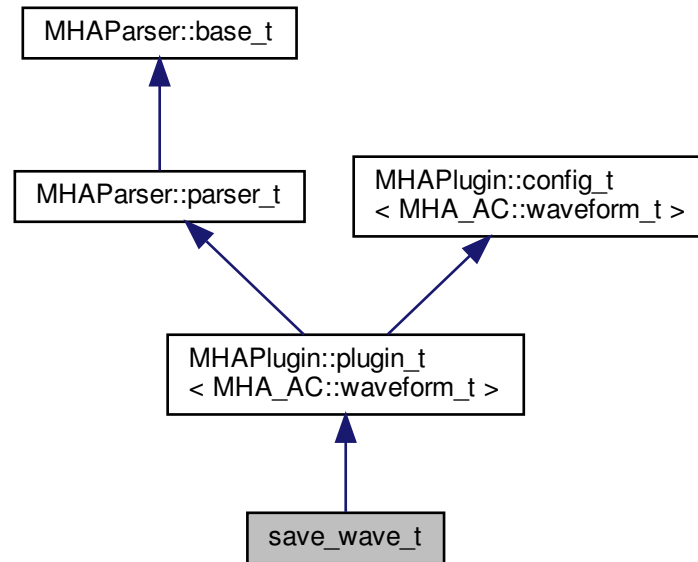 MHAParser::base_t
MHAParser::parser_t
MHAPlugin::config_t
< MHA_AC::waveform_t >
MHAPlugin::plugin_t
< MHA_AC::waveform_t >
save_wave_t